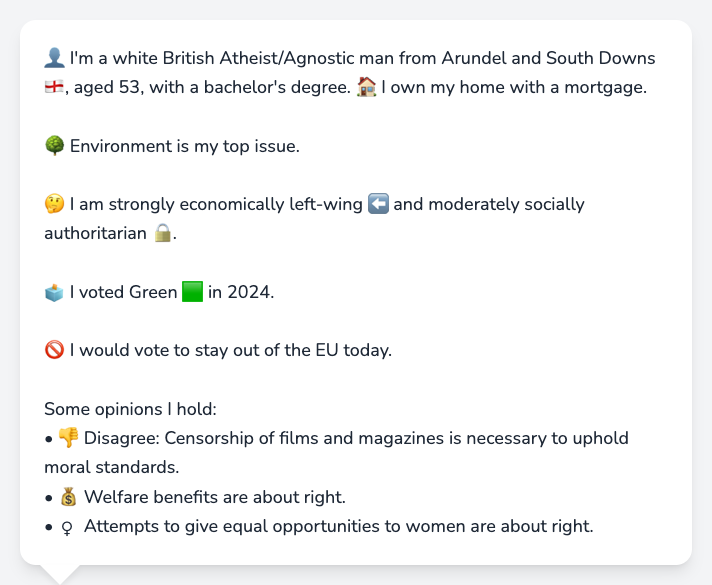 👤 I'm a white British Atheist/Agnostic man from Arundel and South Downs
🏴󠁧󠁢󠁥󠁮󠁧󠁿, aged 53, with a bachelor's degree. 🏠 I own my home with a mortgage.
🌳 Environment is my top issue.
🤔 I am strongly economically left-wing ⬅️ and moderately socially
authoritarian 🔒.
🗳️ I voted Green 🟩 in 2024.
🚫 I would vote to stay out of the EU today.
Some opinions I hold:
• 👎 Disagree: Censorship of films and magazines is necessary to uphold
moral standards.
• 💰 Welfare benefits are about right.
• ♀ Attempts to give equal opportunities to women are about right.